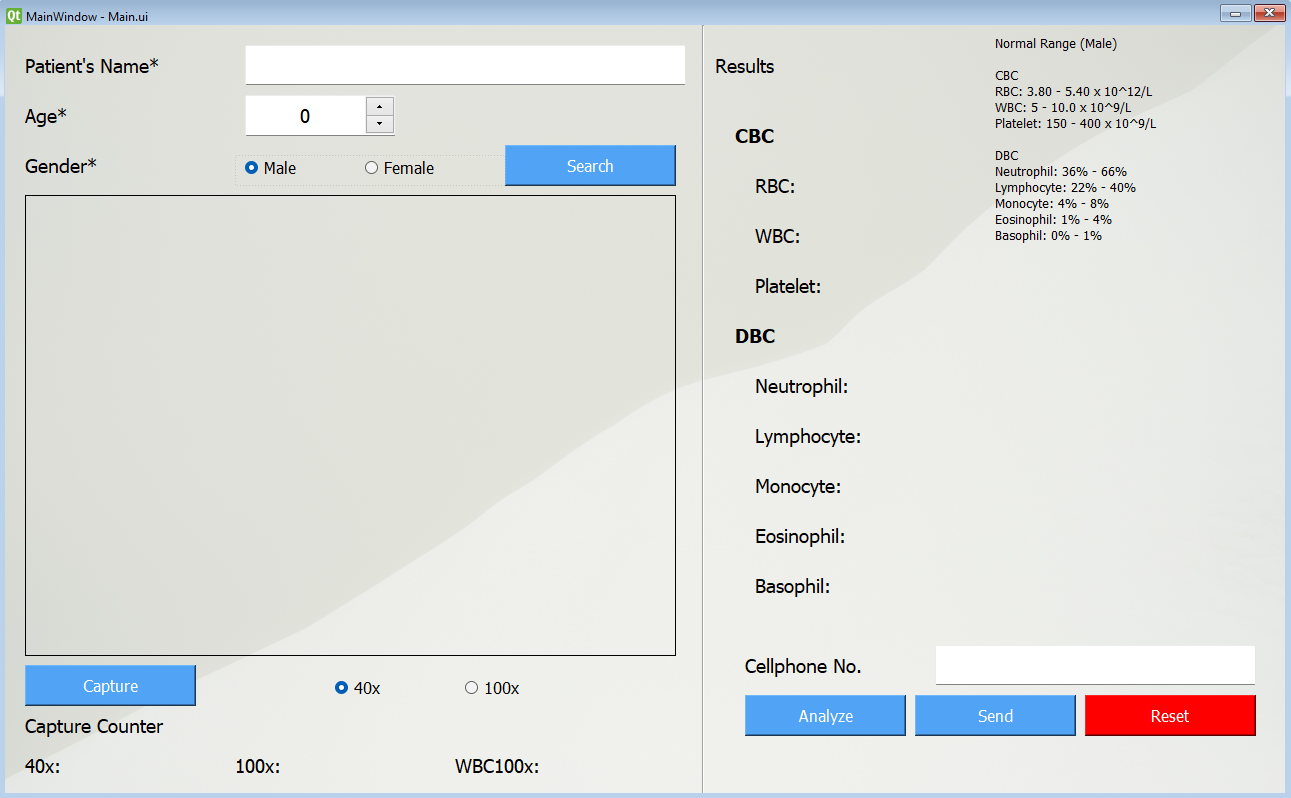 Qt MainWindow - Main.ui
Patient's Name*
Age*
0
Gender*
Male
Female
Search
Capture
40x
100x
Capture Counter
40x:
100x:
WBC100x:
Results
CBC
RBC:
WBC:
Platelet:
DBC
Neutrophil:
Lymphocyte:
Monocyte:
Eosinophil:
Basophil:
Normal Range (Male)
CBC
RBC: 3.80 - 5.40 x 10^12/L
WBC: 5 - 10.0 x 10^9/L
Platelet: 150 - 400 x 10^9/L
DBC
Neutrophil: 36% - 66%
Lymphocyte: 22% - 40%
Monocyte: 4% - 8%
Eosinophil: 1% - 4%
Basophil: 0% - 1%
Cellphone No.
Analyze
Send
Reset